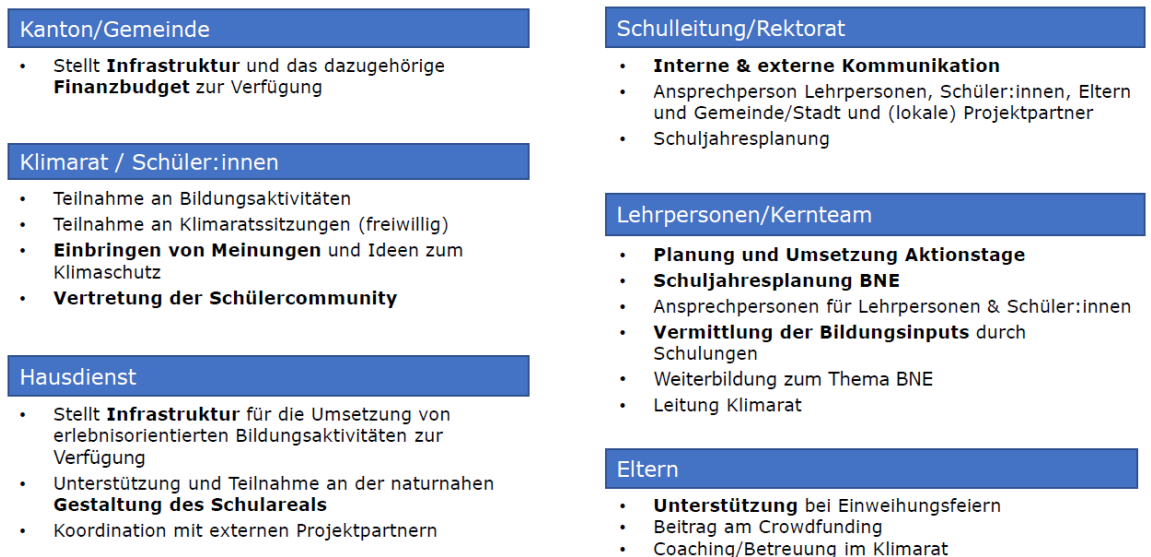 Kanton/Gemeinde
• Stellt Infrastruktur und das dazugehörige
Finanzbudget zur Verfügung
Klimarat / Schüler:innen
• Teilnahme an Bildungsaktivitäten
• Teilnahme an Klimaratssitzungen (freiwillig)
• Einbringen von Meinungen und Ideen zum
Klimaschutz
• Vertretung der Schülercommunity
Hausdienst
• Stellt Infrastruktur für die Umsetzung von
erlebnisorientierten Bildungsaktivitäten zur
Verfügung
• Unterstützung und Teilnahme an der naturnahen
Gestaltung des Schulareals
• Koordination mit externen Projektpartnern
Schulleitung/Rektorat
• Interne & externe Kommunikation
• Ansprechperson Lehrpersonen, Schüler:innen, Eltern
und Gemeinde/Stadt und (lokale) Projektpartner
• Schuljahresplanung
Lehrpersonen/Kernteam
• Planung und Umsetzung Aktionstage
• Schuljahresplanung BNE
• Ansprechpersonen für Lehrpersonen & Schüler:innen
• Vermittlung der Bildungsinputs durch
Schulungen
• Weiterbildung zum Thema BNE
• Leitung Klimarat
Eltern
• Unterstützung bei Einweihungsfeiern
• Beitrag am Crowdfunding
• Coaching/Betreuung im Klimarat